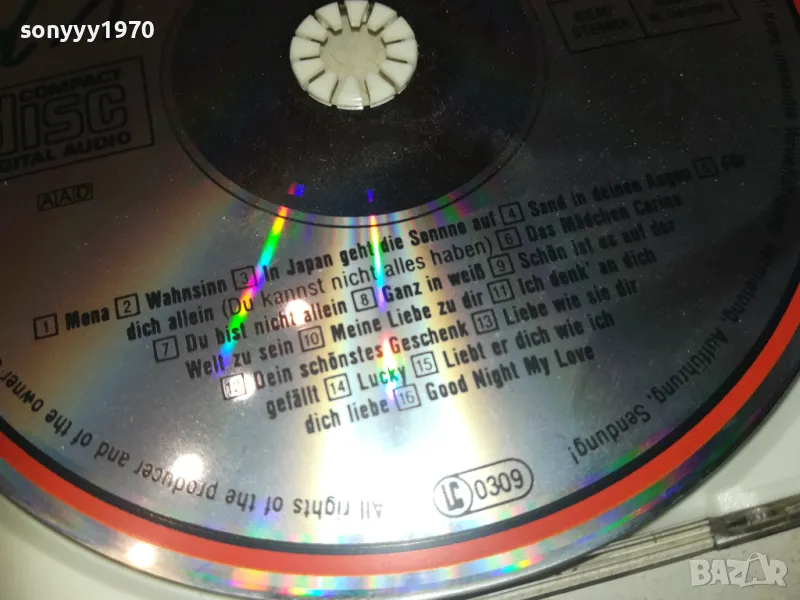 sonyyy1970
COMPACT
disc
DIGITAL AUDIO
AAD
1 Mona 2 Wahnsinn 3 In Japan geht die Sonnne auf 4 Sand in deinen Augen 5 Für
dich allein (Du kannst nicht alles haben) 6 Das Mädchen Carina
7 Du bist nicht allein 8 Ganz in weiß 9 Schön ist es auf der
Welt zu sein 10 Meine Liebe zu dir 11 Ich denk' an dich
12 Dein schönstes Geschenk 13 Liebe wie sie dir
gefällt 14 Lucky 15 Liebt er dich wie ich
dich liebe 16 Good Night My Love
All rights of the producer and of the owner
Aufführung, Sendung!
LC 0309
BAZAR